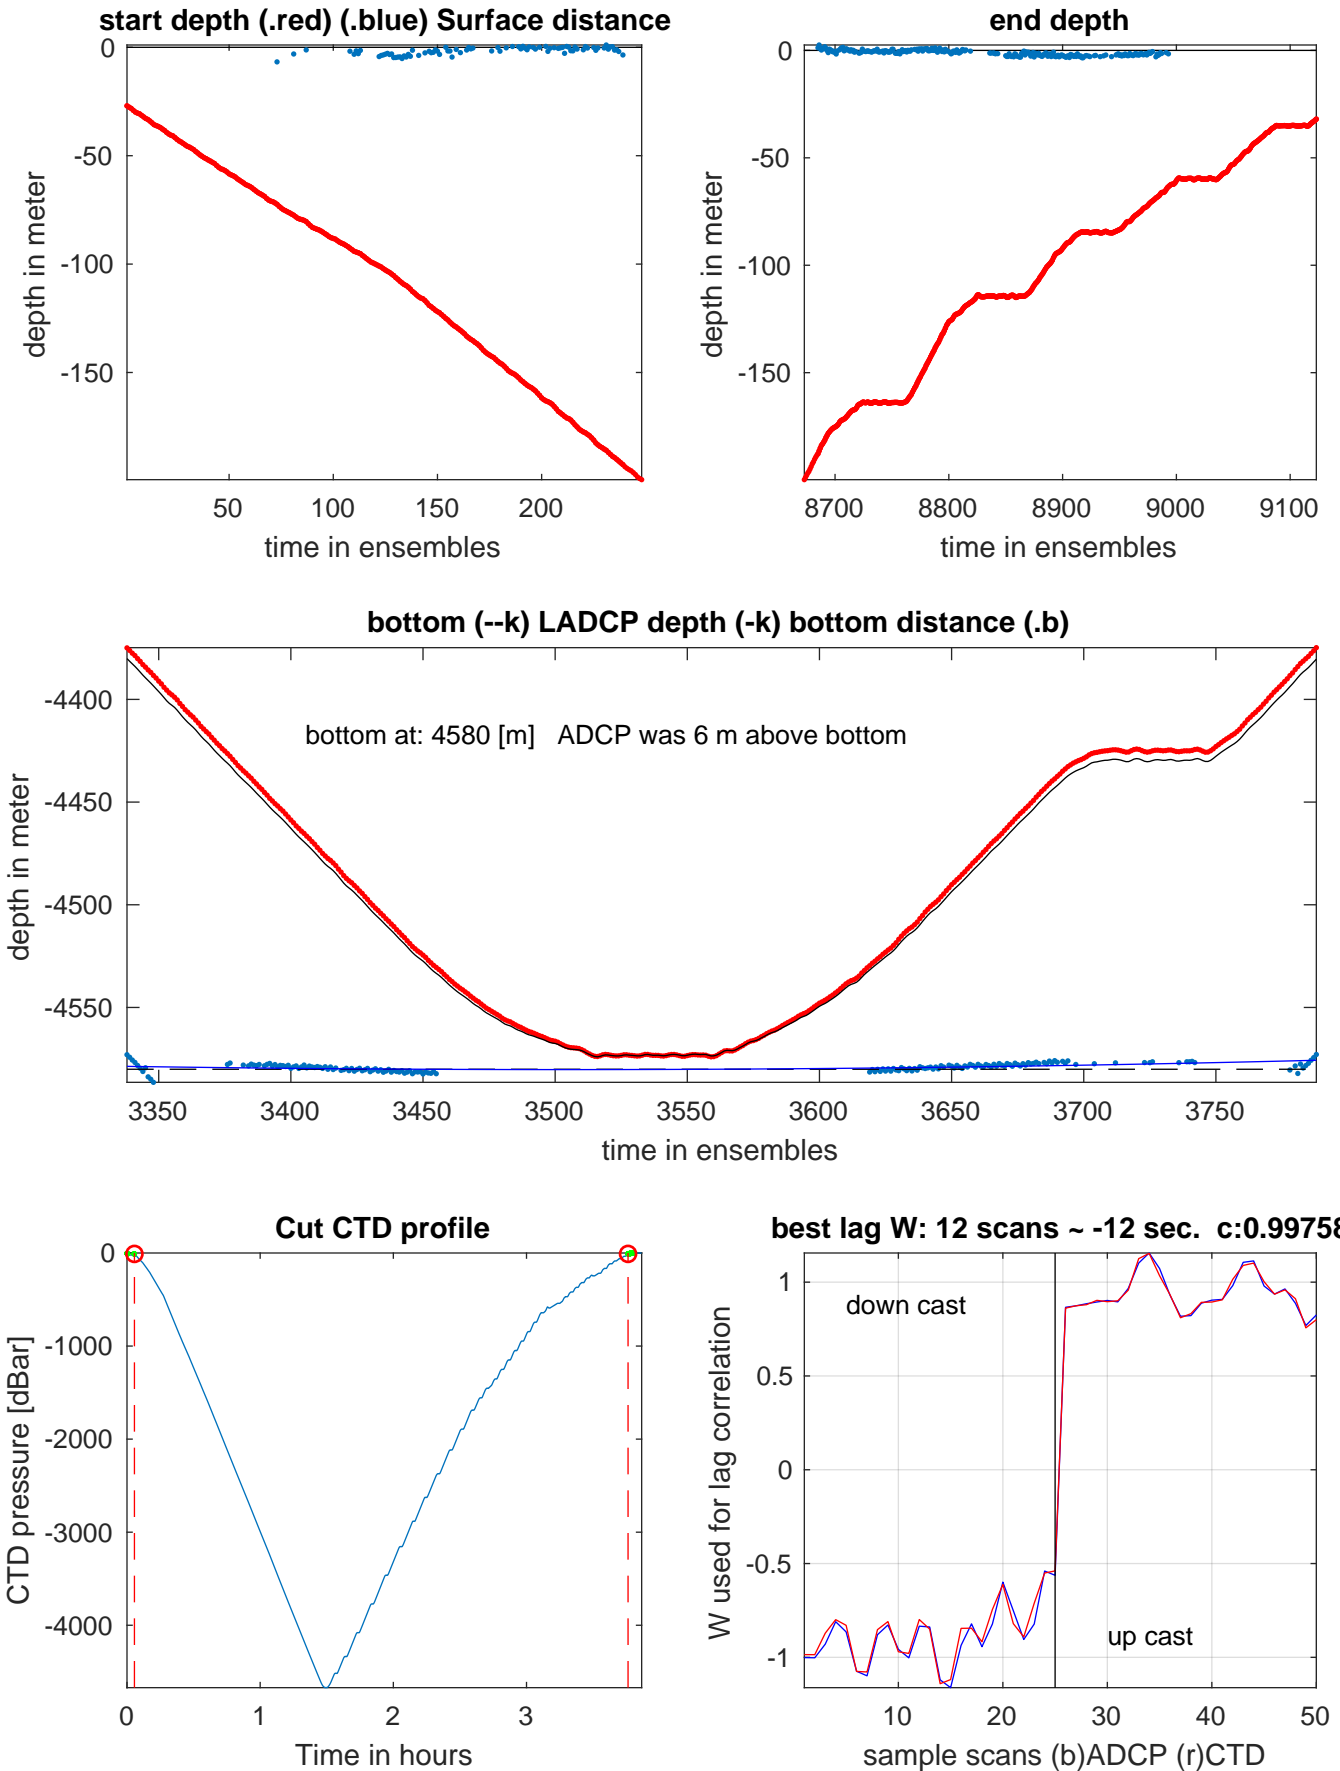 start depth (.red) (.blue) Surface distance
0
-50
-100
-150
depth in meter
50
100
150
200
time in ensembles
end depth
0
-50
-100
-150
depth in meter
8700
8800
8900
9000
9100
time in ensembles
bottom (--k) LADCP depth (-k) bottom distance (.b)
bottom at: 4580 [m]   ADCP was 6 m above bottom
-4400
-4450
-4500
-4550
depth in meter
3350
3400
3450
3500
3550
3600
3650
3700
3750
time in ensembles
Cut CTD profile
0
-1000
-2000
-3000
-4000
CTD pressure [dBar]
0
1
2
3
Time in hours
best lag W: 12 scans ~ -12 sec.  c:0.99758
down cast
up cast
1
0.5
0
-0.5
-1
W used for lag correlation
10
20
30
40
50
sample scans (b)ADCP (r)CTD